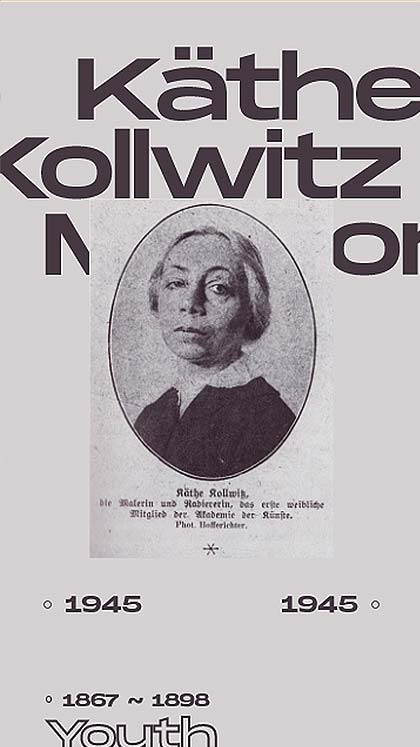 Käthe
Kollwitz
Käthe Kollwitz,
die Malerin und Radiererin, das erste weibliche
Mitglied der Akademie der Künste.
Phot. Hofferichter.
1945
1945
1867 ~ 1898
Youth